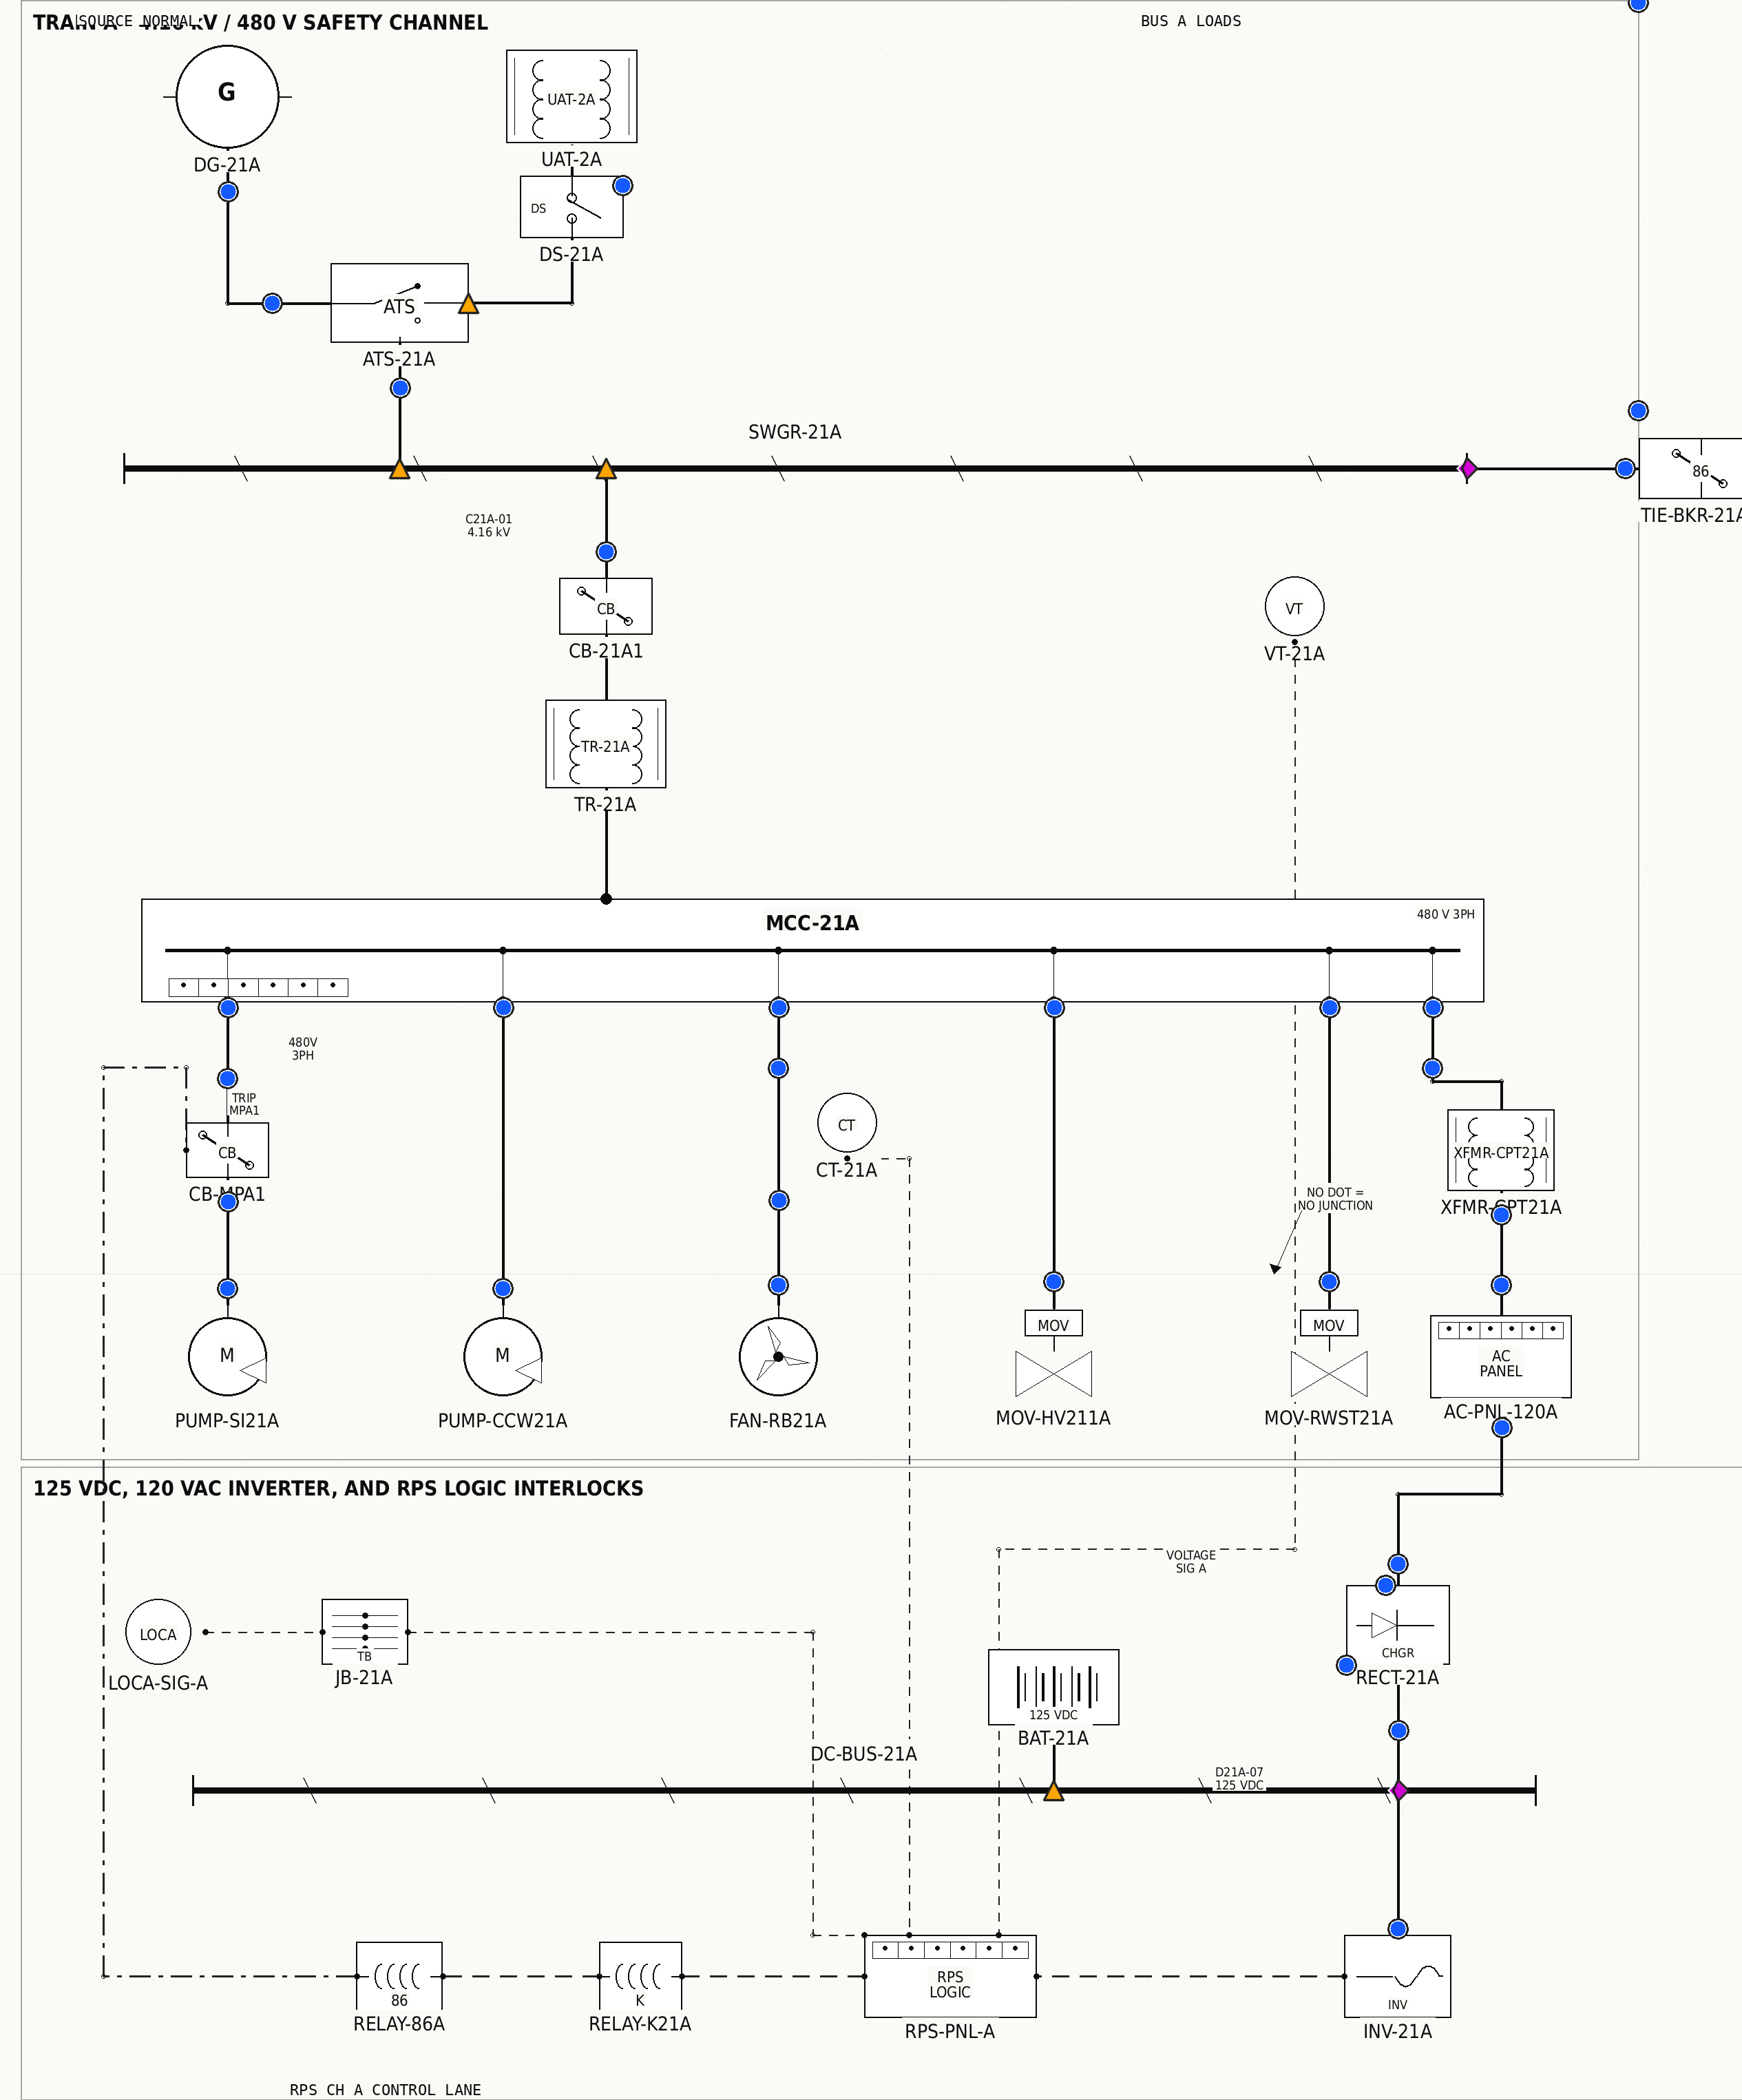 SOURCE NORMAL:
BUS A LOADS
V / 480 V SAFETY CHANNEL
G
DG-21A
UAT-2A
UAT-2A
DS
DS-21A
ATS
ATS-21A
SWGR-21A
86
TIE-BKR-21A
C21A-01
4.16 kV
CB
CB-21A1
VT
VT-21A
TR-21A
TR-21A
MCC-21A
480 V 3PH
480V
3PH
TRIP
MPA1
CB
CB-MPA1
CT
CT-21A
NO DOT =
NO JUNCTION
XFMR-CPT21A
XFMR-CPT21A
M
PUMP-SI21A
M
PUMP-CCW21A
FAN-RB21A
MOV
MOV-HV211A
MOV
MOV-RWST21A
AC
PANEL
AC-PNL-120A
125 VDC, 120 VAC INVERTER, AND RPS LOGIC INTERLOCKS
VOLTAGE
SIG A
LOCA
LOCA-SIG-A
TB
JB-21A
CHGR
RECT-21A
125 VDC
BAT-21A
DC-BUS-21A
D21A-07
125 VDC
86
RELAY-86A
K
RELAY-K21A
RPS
LOGIC
RPS-PNL-A
INV
INV-21A
RPS CH A CONTROL LANE